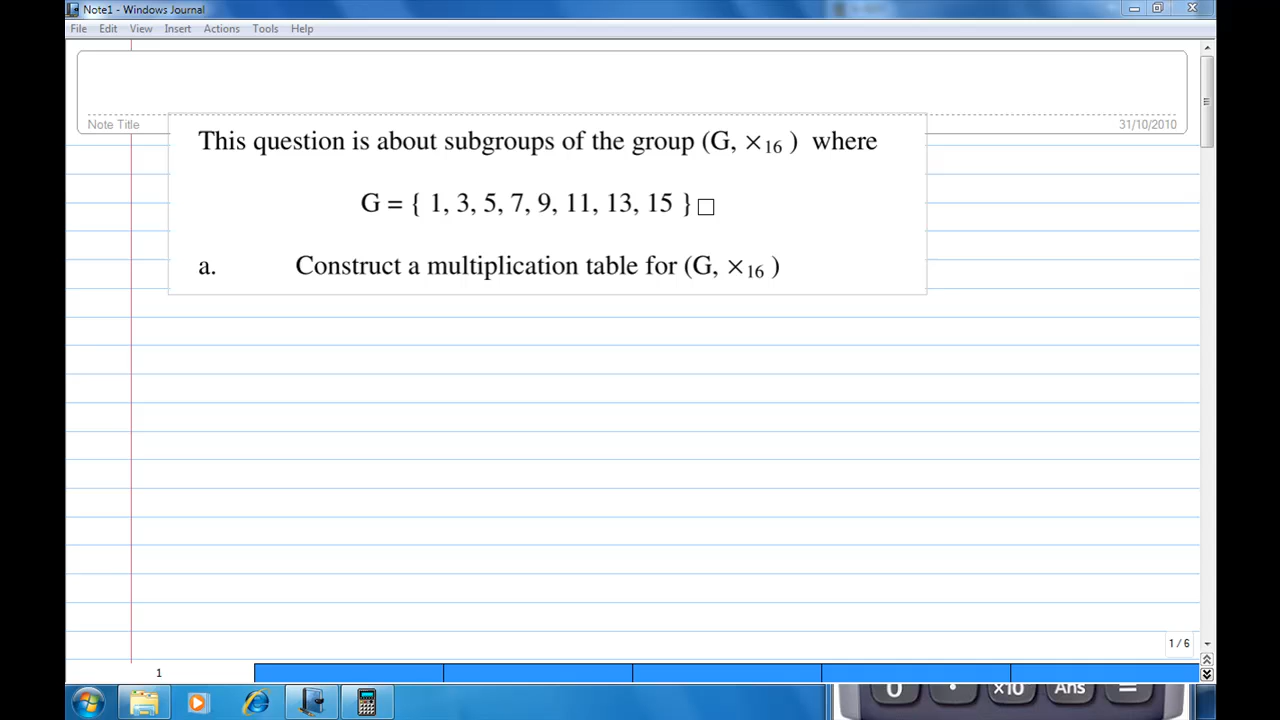 Note1 - Windows Journal
File Edit View Insert Actions Tools Help
Note Title
31/10/2010
This question is about subgroups of the group (G, ×₁₆ ) where
G = { 1, 3, 5, 7, 9, 11, 13, 15 }
a. Construct a multiplication table for (G, ×₁₆ )
1 / 6
1
0 · ×10 Ans =